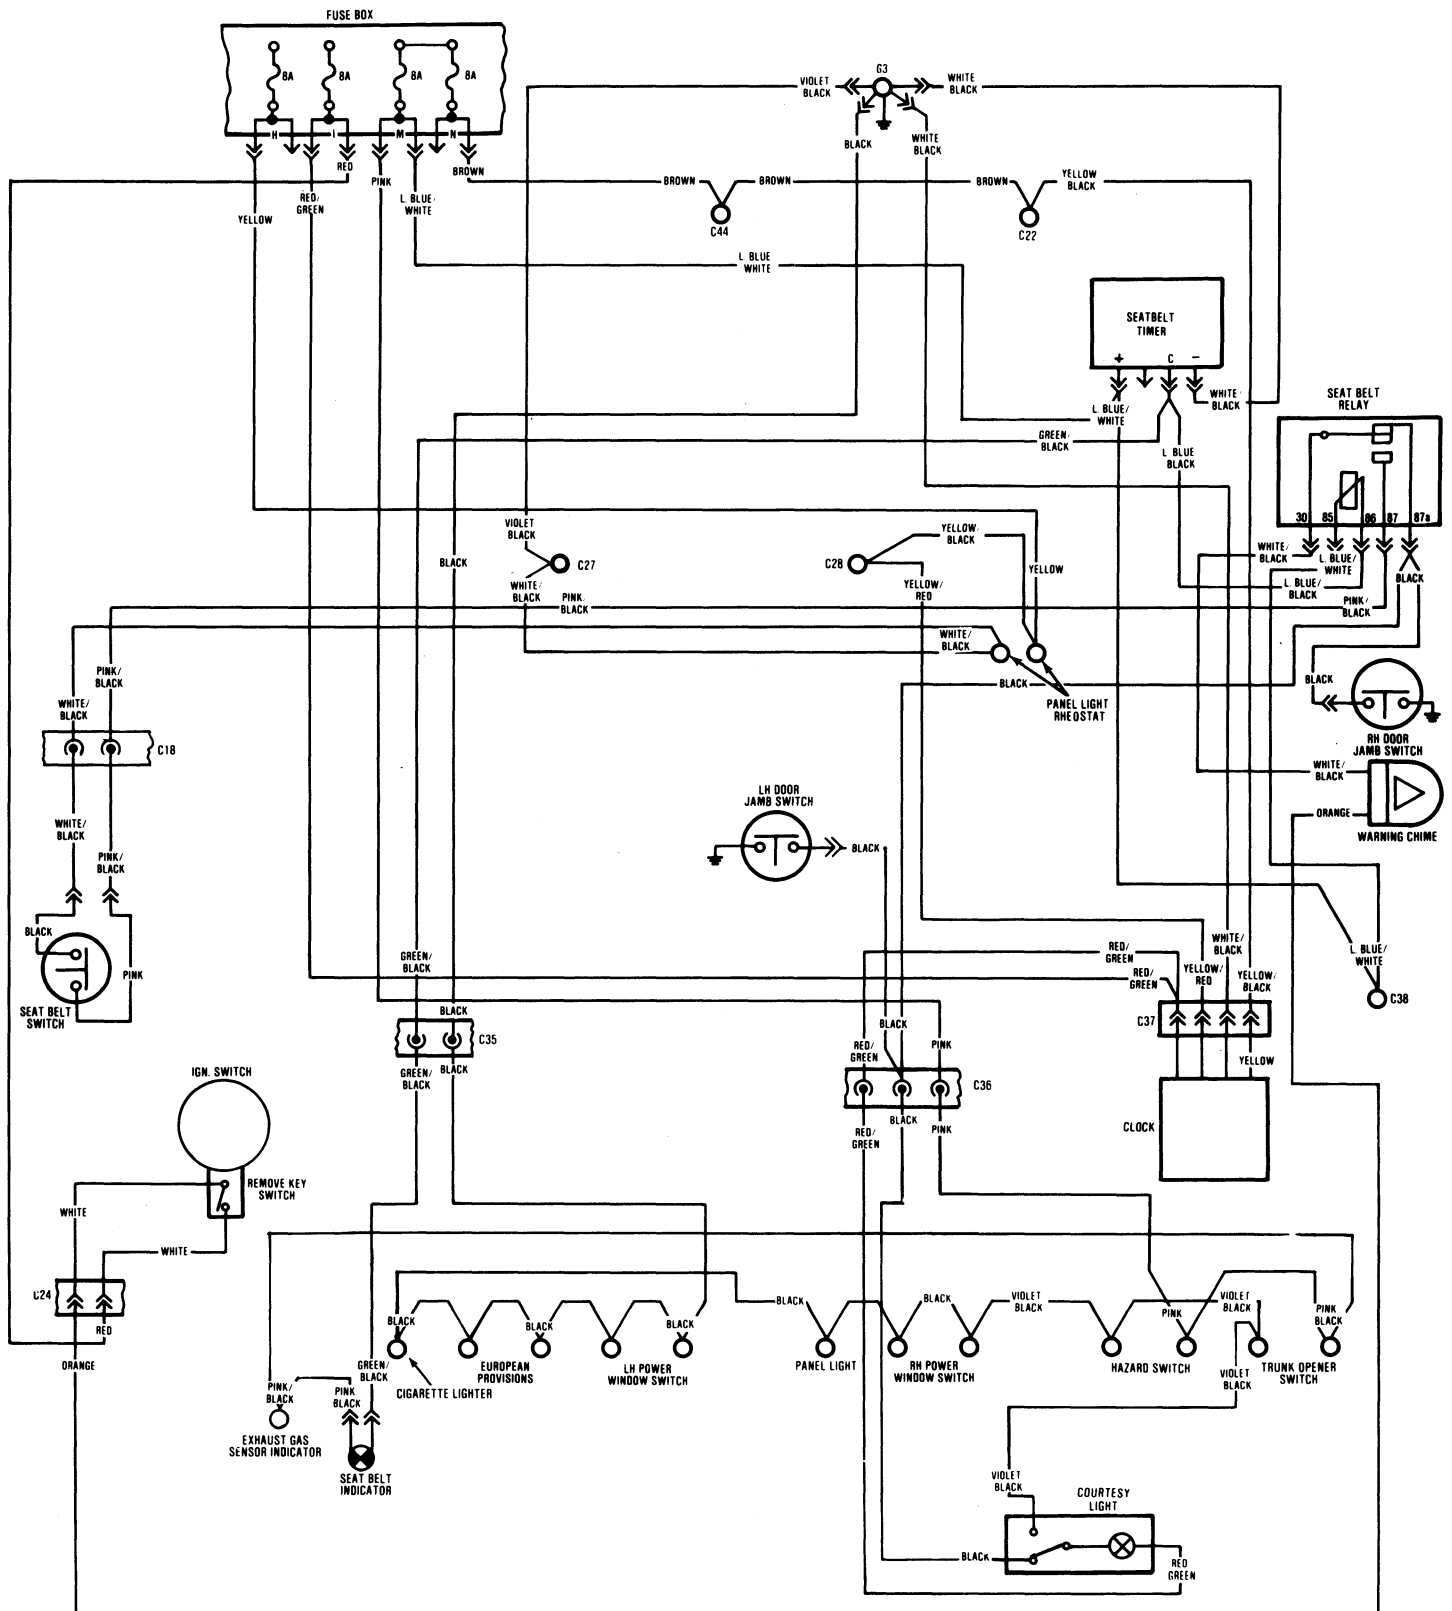 FUSE BOX
8A
8A
8A
8A
H
I
M
N
RED
PINK
BROWN
YELLOW
RED/
GREEN
L. BLUE/
WHITE
VIOLET
BLACK
G3
WHITE
BLACK
BLACK
WHITE
BLACK
BROWN
BROWN
BROWN
YELLOW
BLACK
C44
C22
L. BLUE
WHITE
SEATBELT
TIMER
+
C
−
L. BLUE/
WHITE
WHITE/
BLACK
GREEN/
BLACK
L. BLUE
BLACK
SEAT BELT
RELAY
30
85
86
87
87a
WHITE/
BLACK
L. BLUE/
WHITE
L. BLUE/
BLACK
BLACK
PINK/
BLACK
VIOLET
BLACK
BLACK
C27
WHITE/
BLACK
PINK/
BLACK
C28
YELLOW/
BLACK
YELLOW/
RED
YELLOW
WHITE/
BLACK
BLACK
PANEL LIGHT
RHEOSTAT
BLACK
RH DOOR
JAMB SWITCH
WHITE/
BLACK
ORANGE
WARNING CHIME
PINK/
BLACK
WHITE/
BLACK
C18
WHITE/
BLACK
PINK/
BLACK
BLACK
PINK
SEAT BELT
SWITCH
LH DOOR
JAMB SWITCH
BLACK
GREEN/
BLACK
BLACK
C35
GREEN/
BLACK
BLACK
RED/
GREEN
RED/
GREEN
YELLOW/
RED
WHITE/
BLACK
YELLOW/
BLACK
L. BLUE/
WHITE
C38
C37
YELLOW
CLOCK
BLACK
RED/
GREEN
PINK
C36
BLACK
RED/
GREEN
PINK
IGN. SWITCH
REMOVE KEY
SWITCH
WHITE
WHITE
C24
RED
ORANGE
BLACK
BLACK
BLACK
BLACK
BLACK
BLACK
VIOLET
BLACK
PINK
VIOLET
BLACK
PINK
BLACK
CIGARETTE LIGHTER
EUROPEAN
PROVISIONS
LH POWER
WINDOW SWITCH
PANEL LIGHT
RH POWER
WINDOW SWITCH
HAZARD SWITCH
TRUNK OPENER
SWITCH
VIOLET
BLACK
GREEN/
BLACK
PINK/
BLACK
PINK
BLACK
EXHAUST GAS
SENSOR INDICATOR
SEAT BELT
INDICATOR
VIOLET
BLACK
COURTESY
LIGHT
BLACK
RED
GREEN